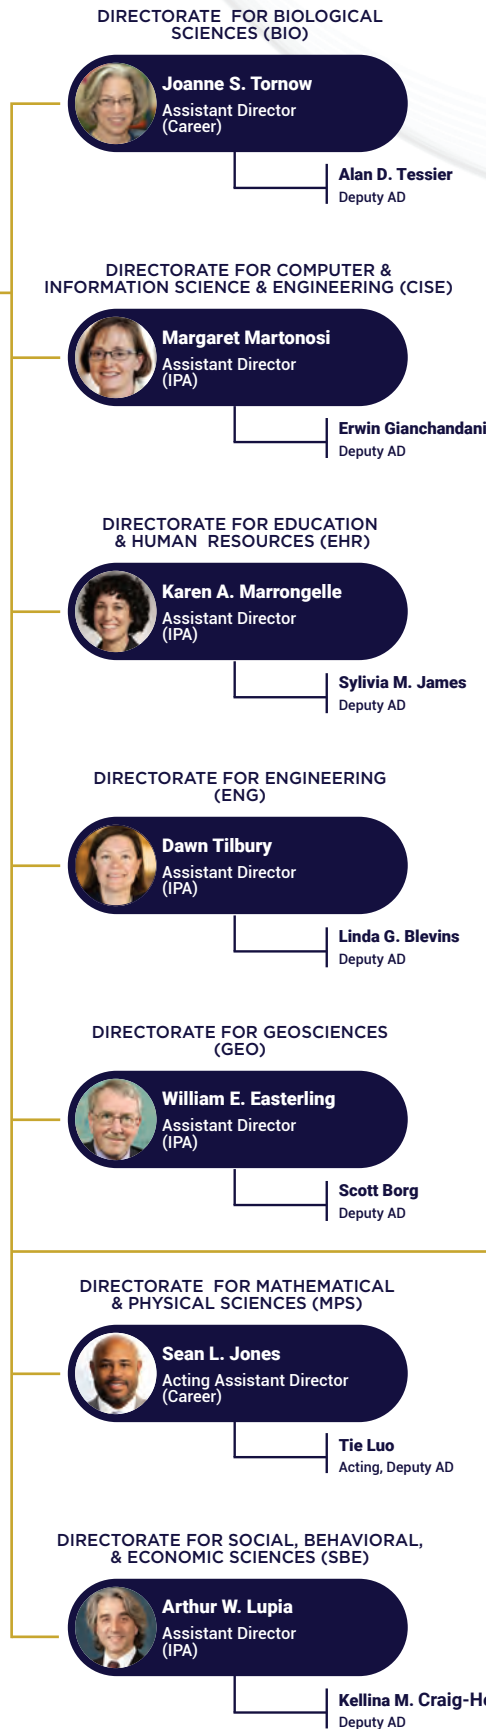 DIRECTORATE FOR BIOLOGICAL
SCIENCES (BIO)
Joanne S. Tornow
Assistant Director
(Career)
Alan D. Tessier
Deputy AD
DIRECTORATE FOR COMPUTER &
INFORMATION SCIENCE & ENGINEERING (CISE)
Margaret Martonosi
Assistant Director
(IPA)
Erwin Gianchandani
Deputy AD
DIRECTORATE FOR EDUCATION
& HUMAN RESOURCES (EHR)
Karen A. Marrongelle
Assistant Director
(IPA)
Sylivia M. James
Deputy AD
DIRECTORATE FOR ENGINEERING
(ENG)
Dawn Tilbury
Assistant Director
(IPA)
Linda G. Blevins
Deputy AD
DIRECTORATE FOR GEOSCIENCES
(GEO)
William E. Easterling
Assistant Director
(IPA)
Scott Borg
Deputy AD
DIRECTORATE FOR MATHEMATICAL
& PHYSICAL SCIENCES (MPS)
Sean L. Jones
Acting Assistant Director
(Career)
Tie Luo
Acting, Deputy AD
DIRECTORATE FOR SOCIAL, BEHAVIORAL,
& ECONOMIC SCIENCES (SBE)
Arthur W. Lupia
Assistant Director
(IPA)
Kellina M.
Deputy AD